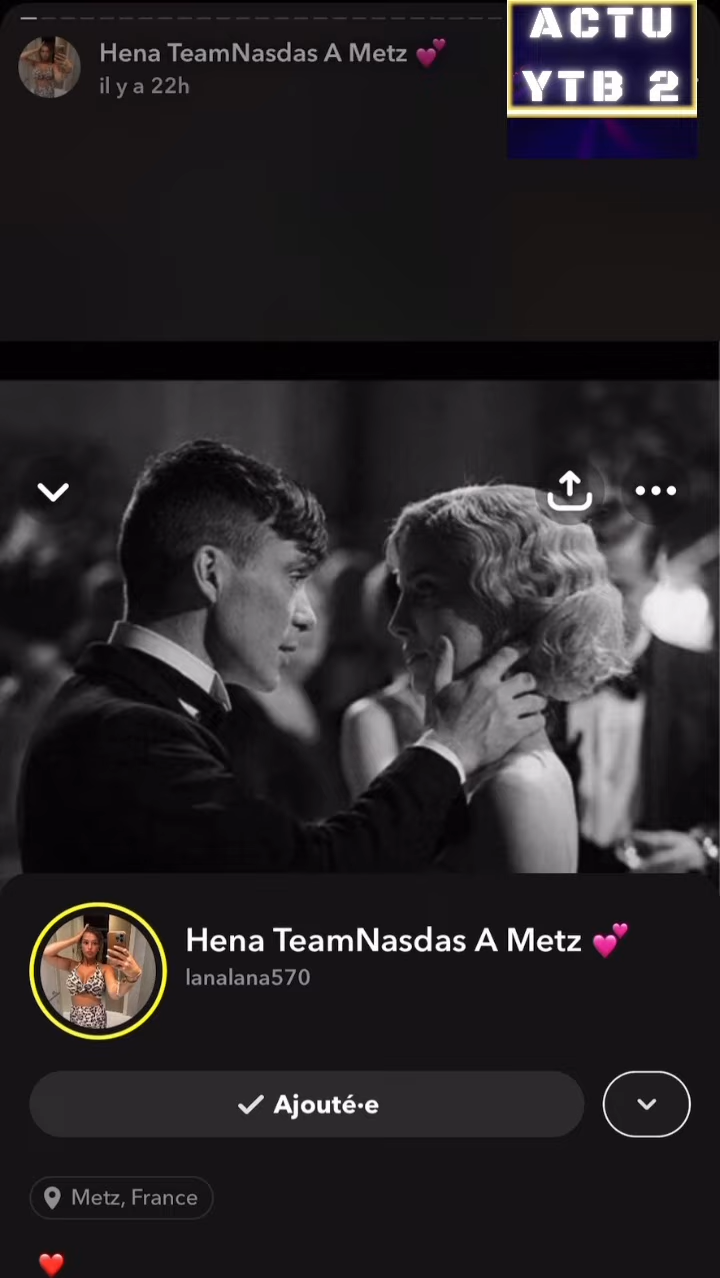 Hena TeamNasdas A Metz 💕
il y a 22h
ACTU
YTB 2
Hena TeamNasdas A Metz 💕
lanalana570
Ajouté·e
Metz, France
❤️